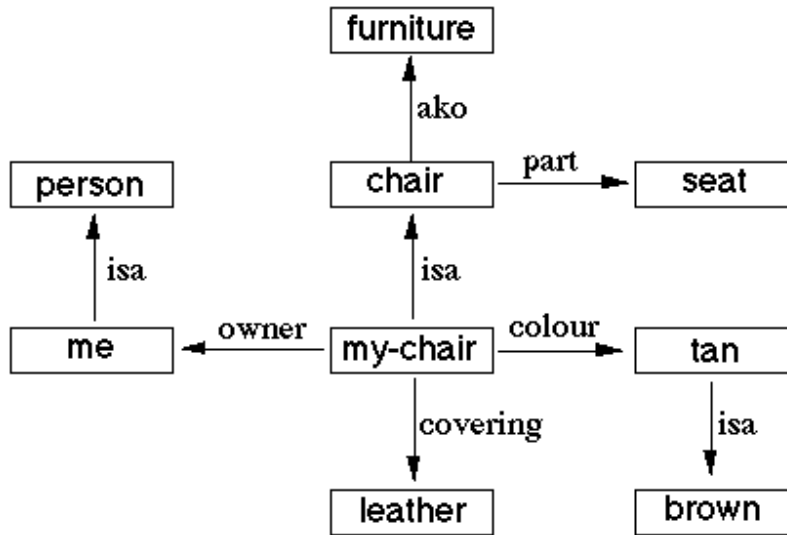 furniture
ako
person
chair
part
seat
isa
isa
me
owner
my-chair
colour
tan
covering
isa
leather
brown